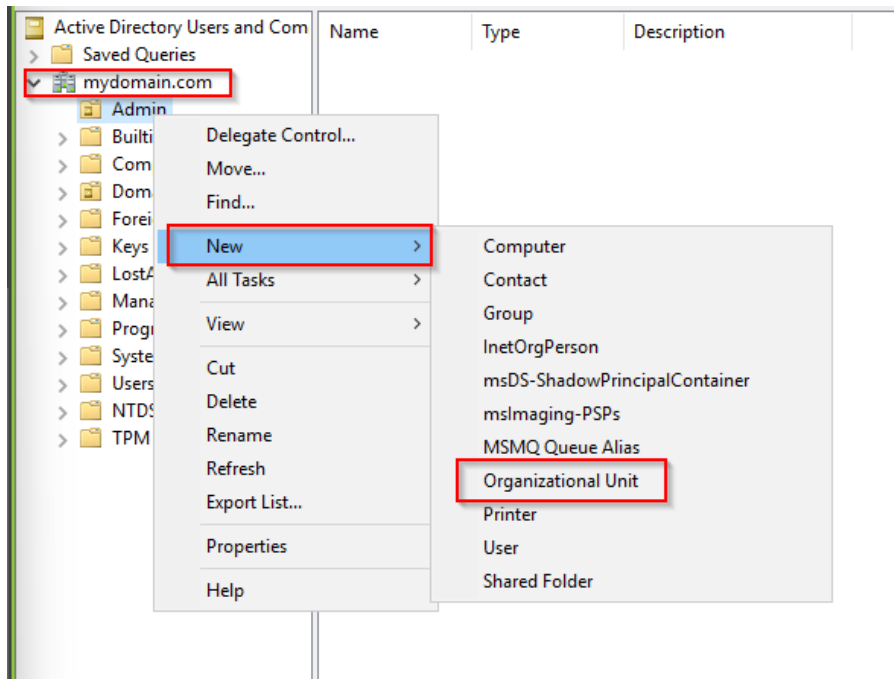 Active Directory Users and Com
Name
Type
Description
Saved Queries
mydomain.com
Admin
Builti
Com
Dom
Forei
Keys
LostA
Mana
Progr
Syste
Users
NTDS
TPM
Delegate Control...
Move...
Find...
New
All Tasks
View
Cut
Delete
Rename
Refresh
Export List...
Properties
Help
Computer
Contact
Group
InetOrgPerson
msDS-ShadowPrincipalContainer
msImaging-PSPs
MSMQ Queue Alias
Organizational Unit
Printer
User
Shared Folder